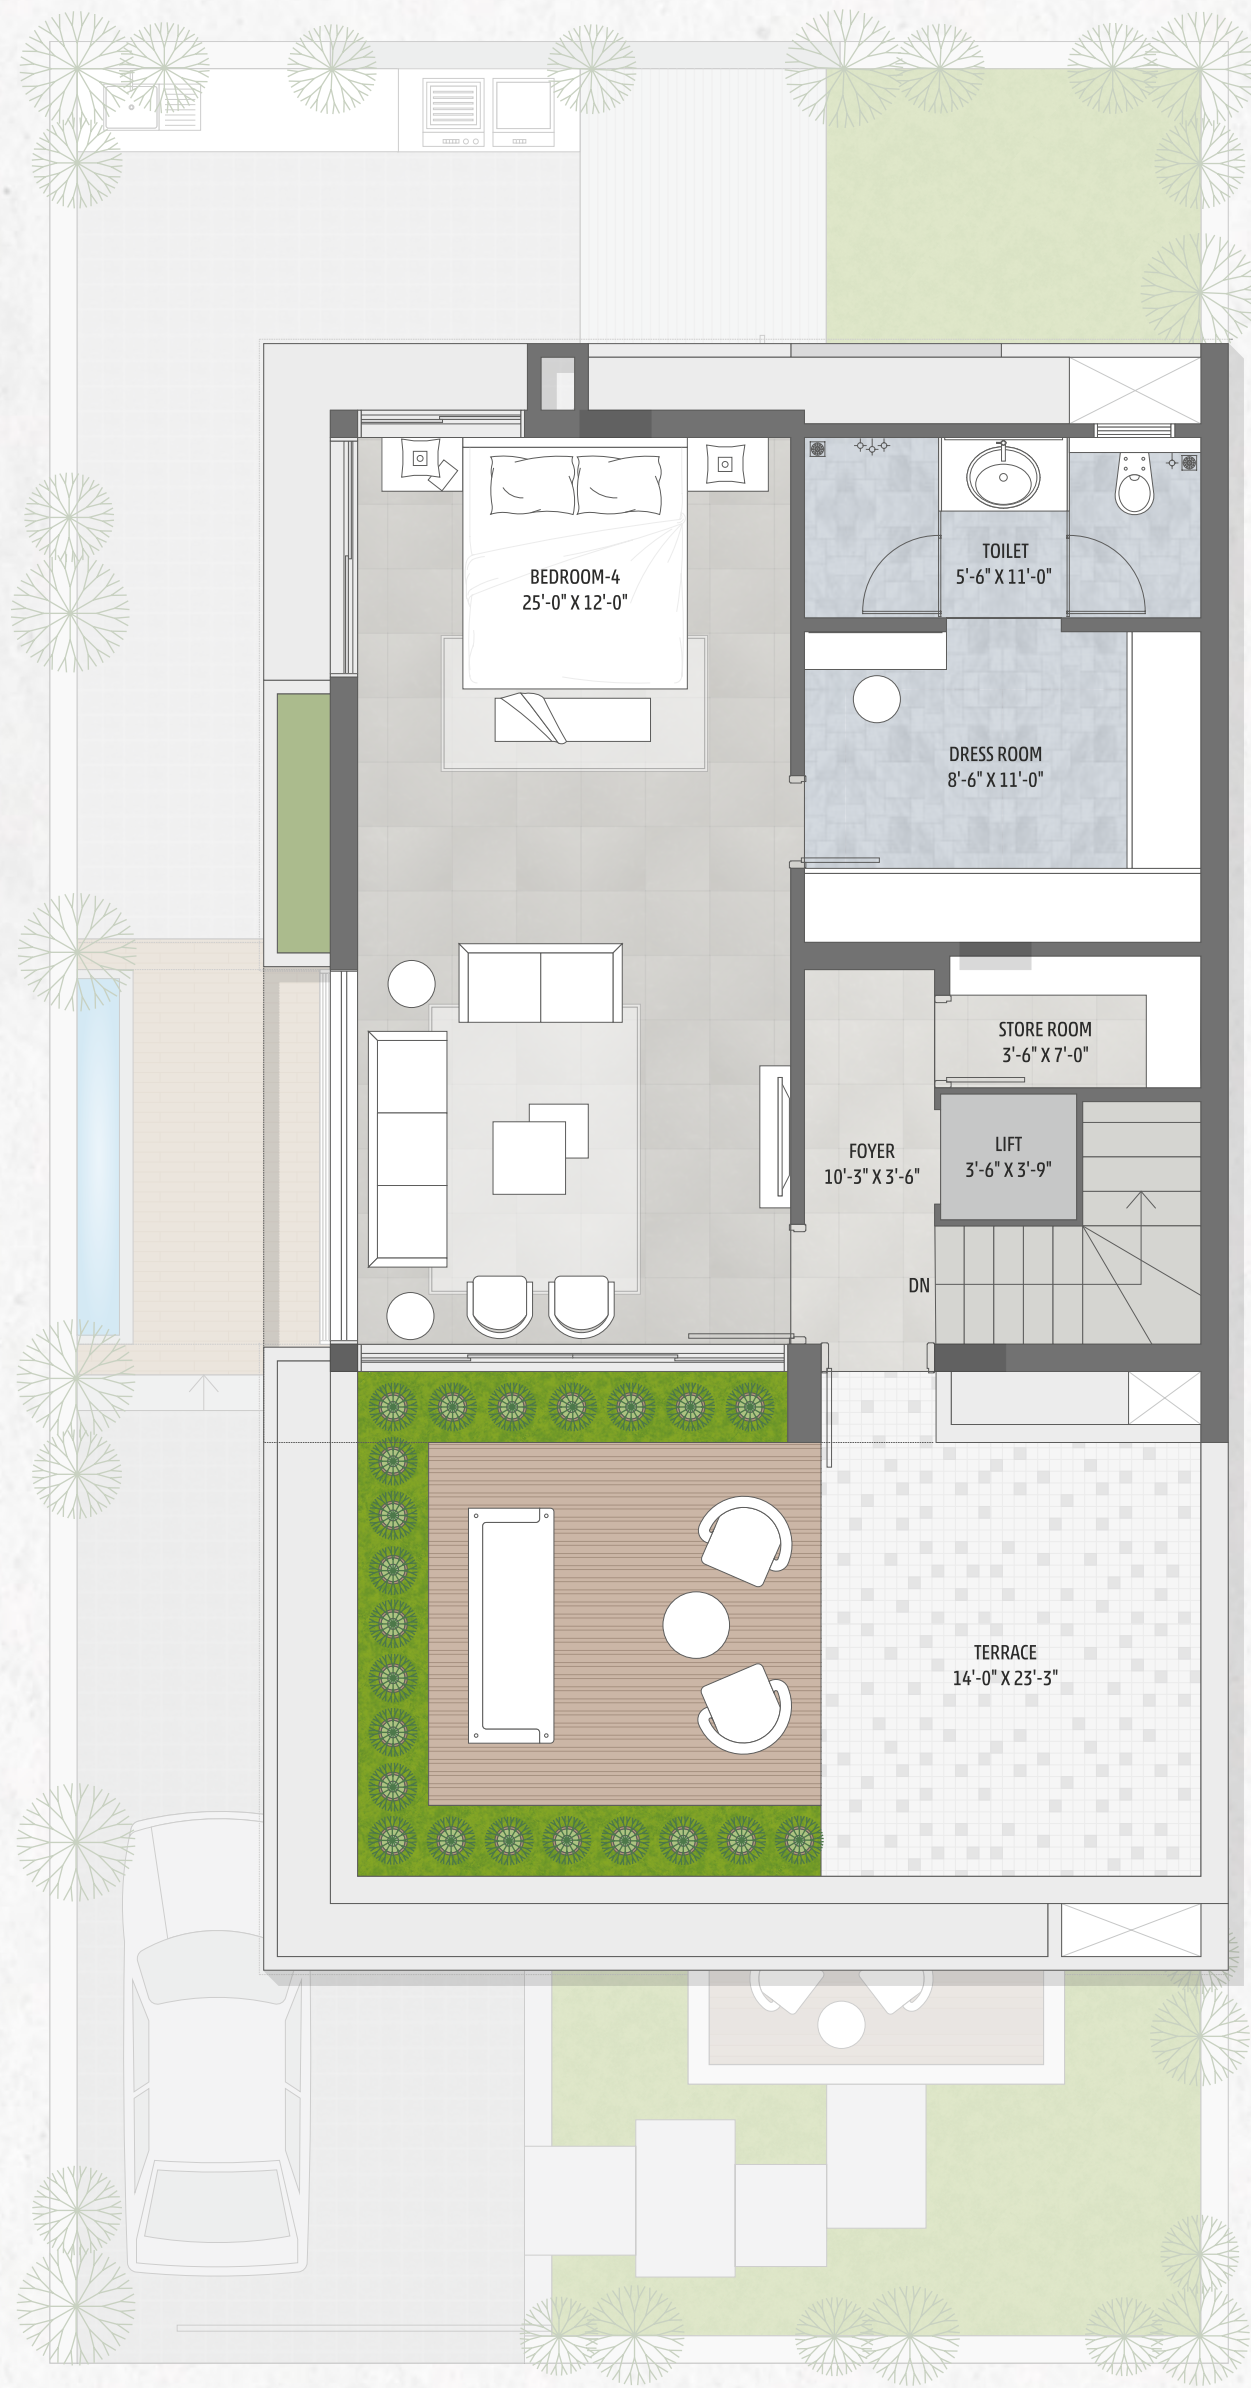 TOILET
5'-6" X 11'-0"
BEDROOM-4
25'-0" X 12'-0"
DRESS ROOM
8'-6" X 11'-0"
STORE ROOM
3'-6" X 7'-0"
LIFT
3'-6" X 3'-9"
FOYER
10'-3" X 3'-6"
DN
TERRACE
14'-0" X 23'-3"